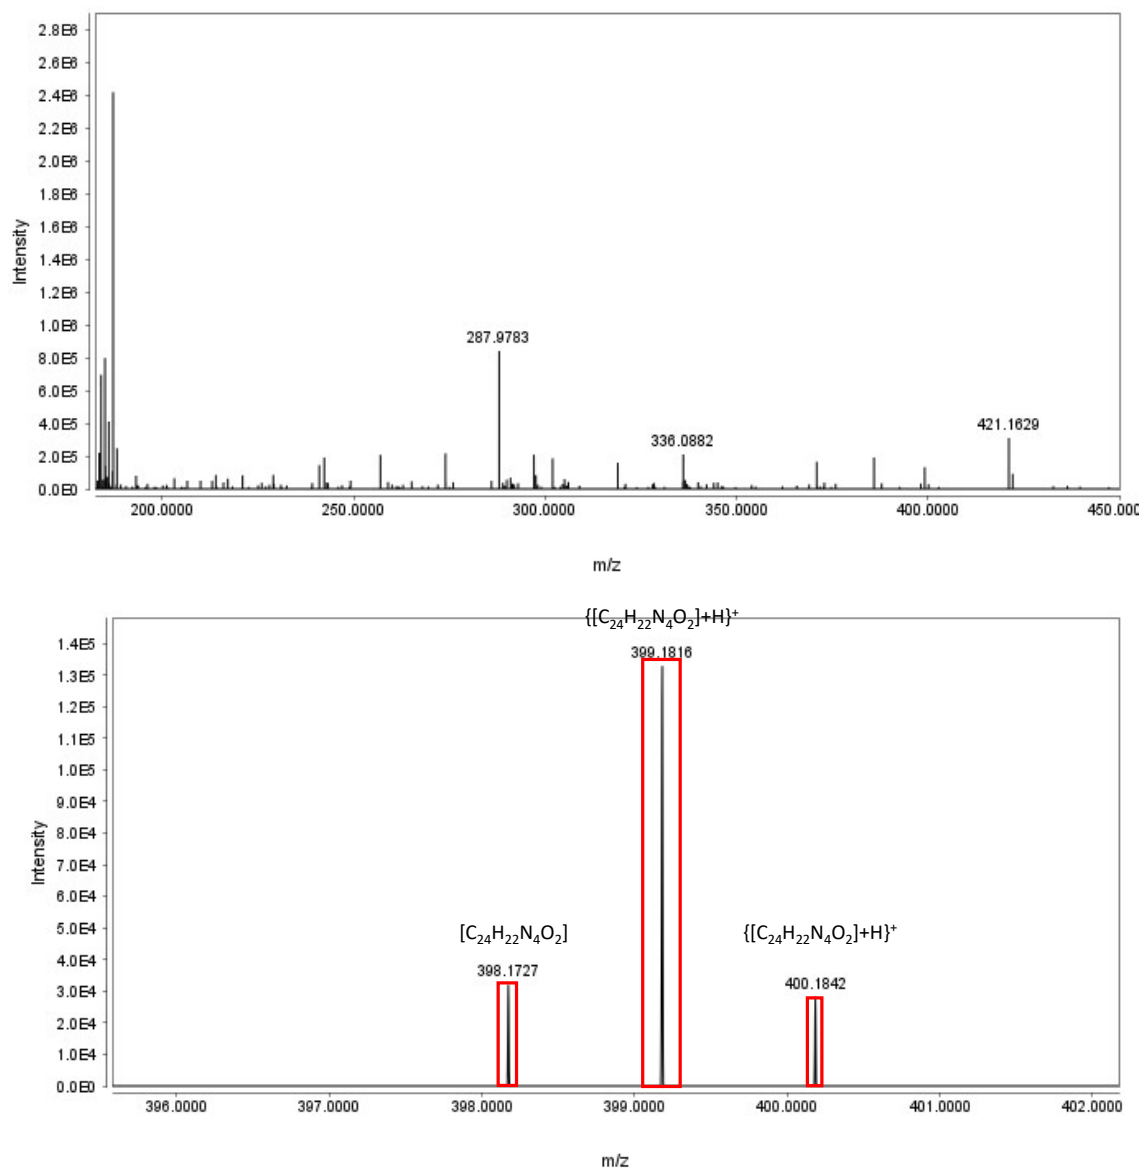 2.8E6
2.6E6
2.4E6
2.2E6
2.0E6
1.8E6
1.6E6
1.4E6
1.2E6
1.0E6
8.0E5
6.0E5
4.0E5
2.0E5
0.0E0
Intensity
287.9783
336.0882
421.1629
200.0000 250.0000 300.0000 350.0000 400.0000 450.000
m/z
{[C₂₄H₂₂N₄O₂]+H}⁺
399.1816
1.4E5
1.3E5
1.2E5
1.1E5
1.0E5
9.0E4
8.0E4
7.0E4
6.0E4
5.0E4
4.0E4
3.0E4
2.0E4
1.0E4
0.0E0
Intensity
[C₂₄H₂₂N₄O₂]
398.1727
{[C₂₄H₂₂N₄O₂]+H}⁺
400.1842
396.0000 397.0000 398.0000 399.0000 400.0000 401.0000 402.0000
m/z